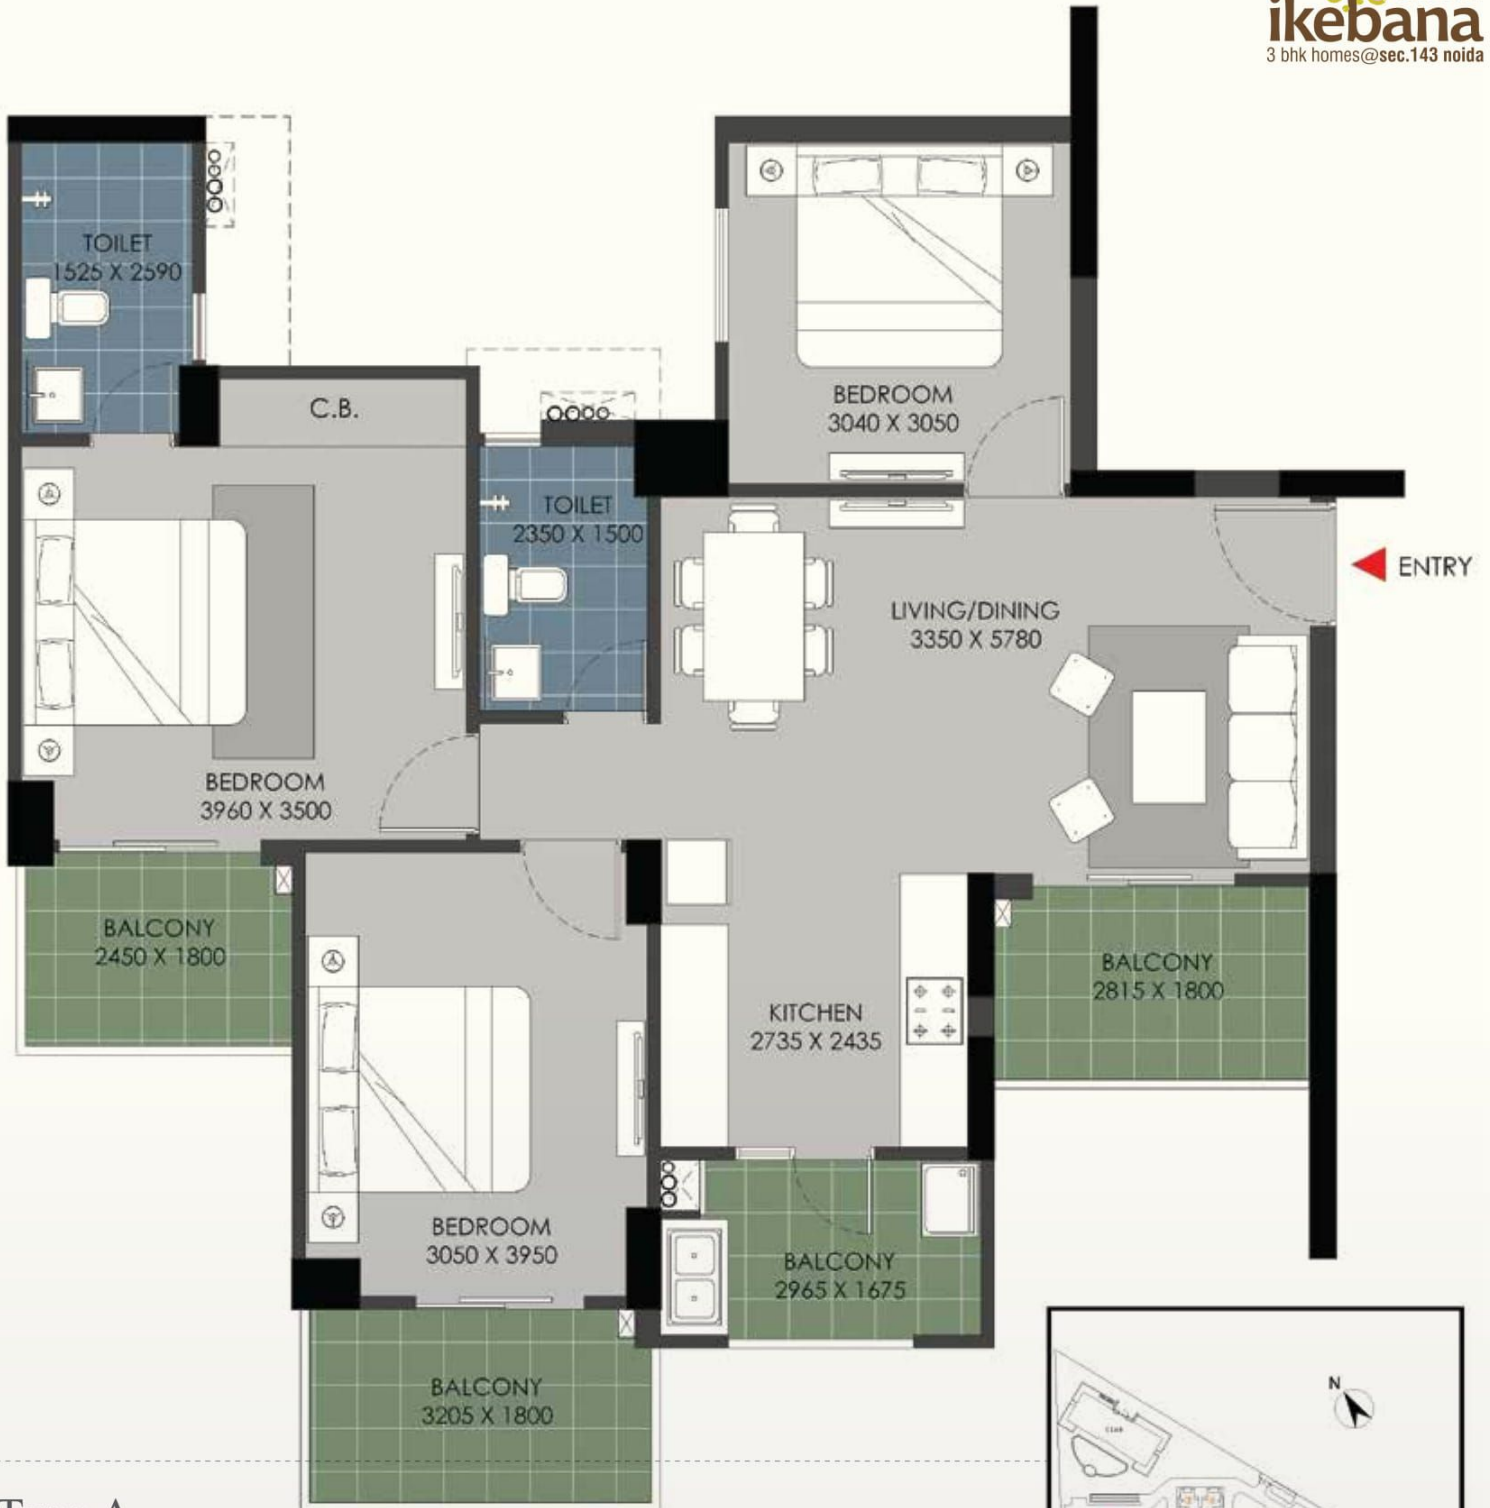 ikebana
3 bhk homes@sec.143 noida
TOILET
1525 X 2590
C.B.
BEDROOM
3040 X 3050
TOILET
2350 X 1500
ENTRY
LIVING/DINING
3350 X 5780
BEDROOM
3960 X 3500
BALCONY
2450 X 1800
BALCONY
2815 X 1800
KITCHEN
2735 X 2435
BEDROOM
3050 X 3950
BALCONY
2965 X 1675
BALCONY
3205 X 1800
N
CLUB